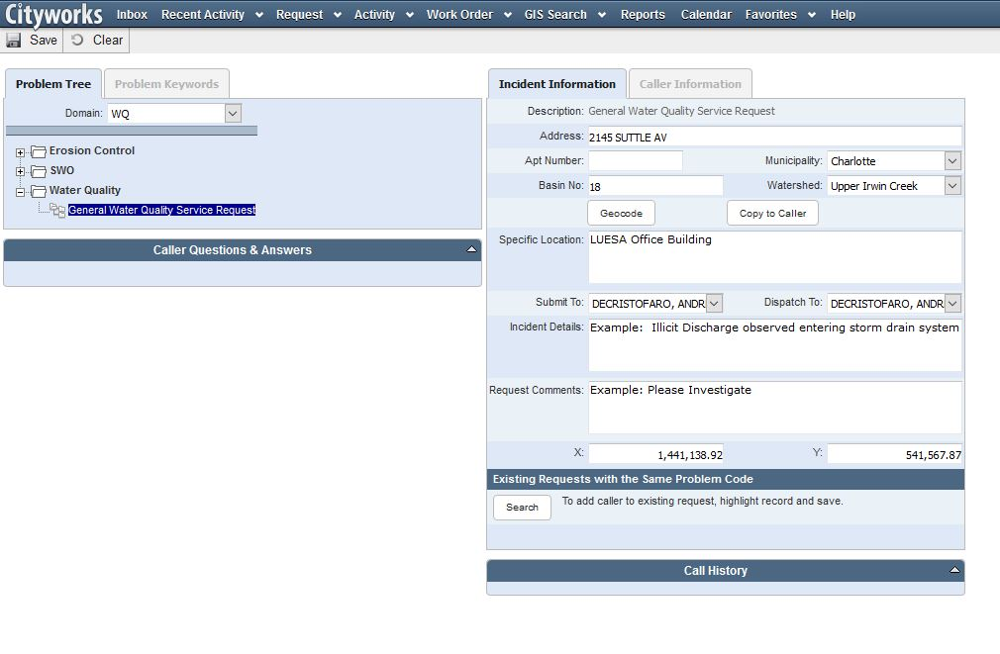 Cityworks Inbox Recent Activity Request Activity Work Order GIS Search Reports Calendar Favorites Help
Save Clear
Problem Tree Problem Keywords
Domain: WQ
Erosion Control
SWO
Water Quality
General Water Quality Service Request
Caller Questions & Answers
Incident Information Caller Information
Description: General Water Quality Service Request
Address: 2145 SUTTLE AV
Apt Number: Municipality: Charlotte
Basin No: 18 Watershed: Upper Irwin Creek
Geocode Copy to Caller
Specific Location: LUESA Office Building
Submit To: DECRISTOFARO, ANDR Dispatch To: DECRISTOFARO, ANDR
Incident Details: Example: Illicit Discharge observed entering storm drain system
Request Comments: Example: Please Investigate
X: 1,441,138.92 Y: 541,567.87
Existing Requests with the Same Problem Code
Search To add caller to existing request, highlight record and save.
Call History